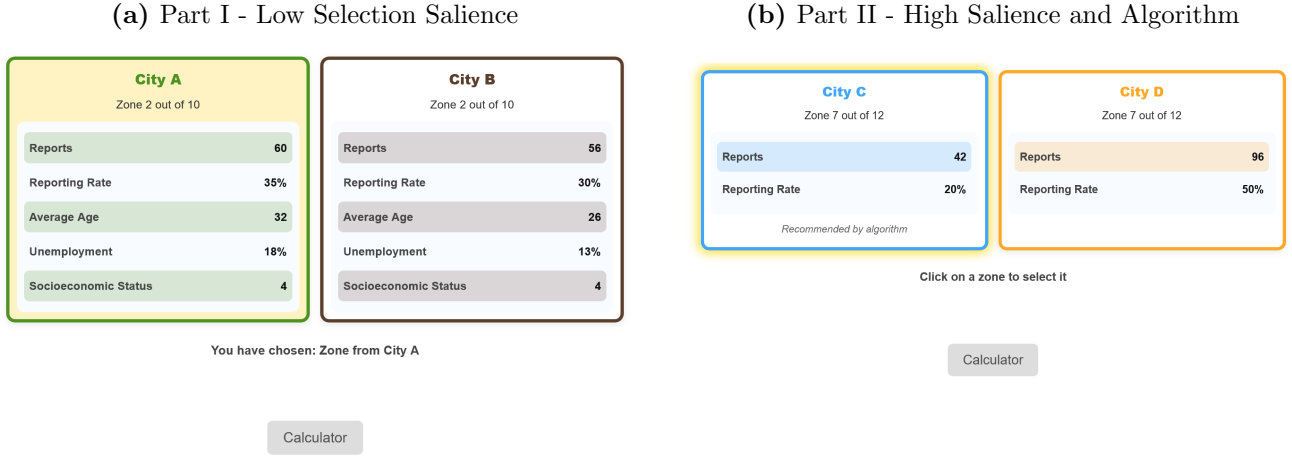 (a) Part I - Low Selection Salience
City A
Zone 2 out of 10
Reports 60
Reporting Rate 35%
Average Age 32
Unemployment 18%
Socioeconomic Status 4
City B
Zone 2 out of 10
Reports 56
Reporting Rate 30%
Average Age 26
Unemployment 13%
Socioeconomic Status 4
You have chosen: Zone from City A
Calculator
(b) Part II - High Salience and Algorithm
City C
Zone 7 out of 12
Reports 42
Reporting Rate 20%
Recommended by algorithm
City D
Zone 7 out of 12
Reports 96
Reporting Rate 50%
Click on a zone to select it
Calculator